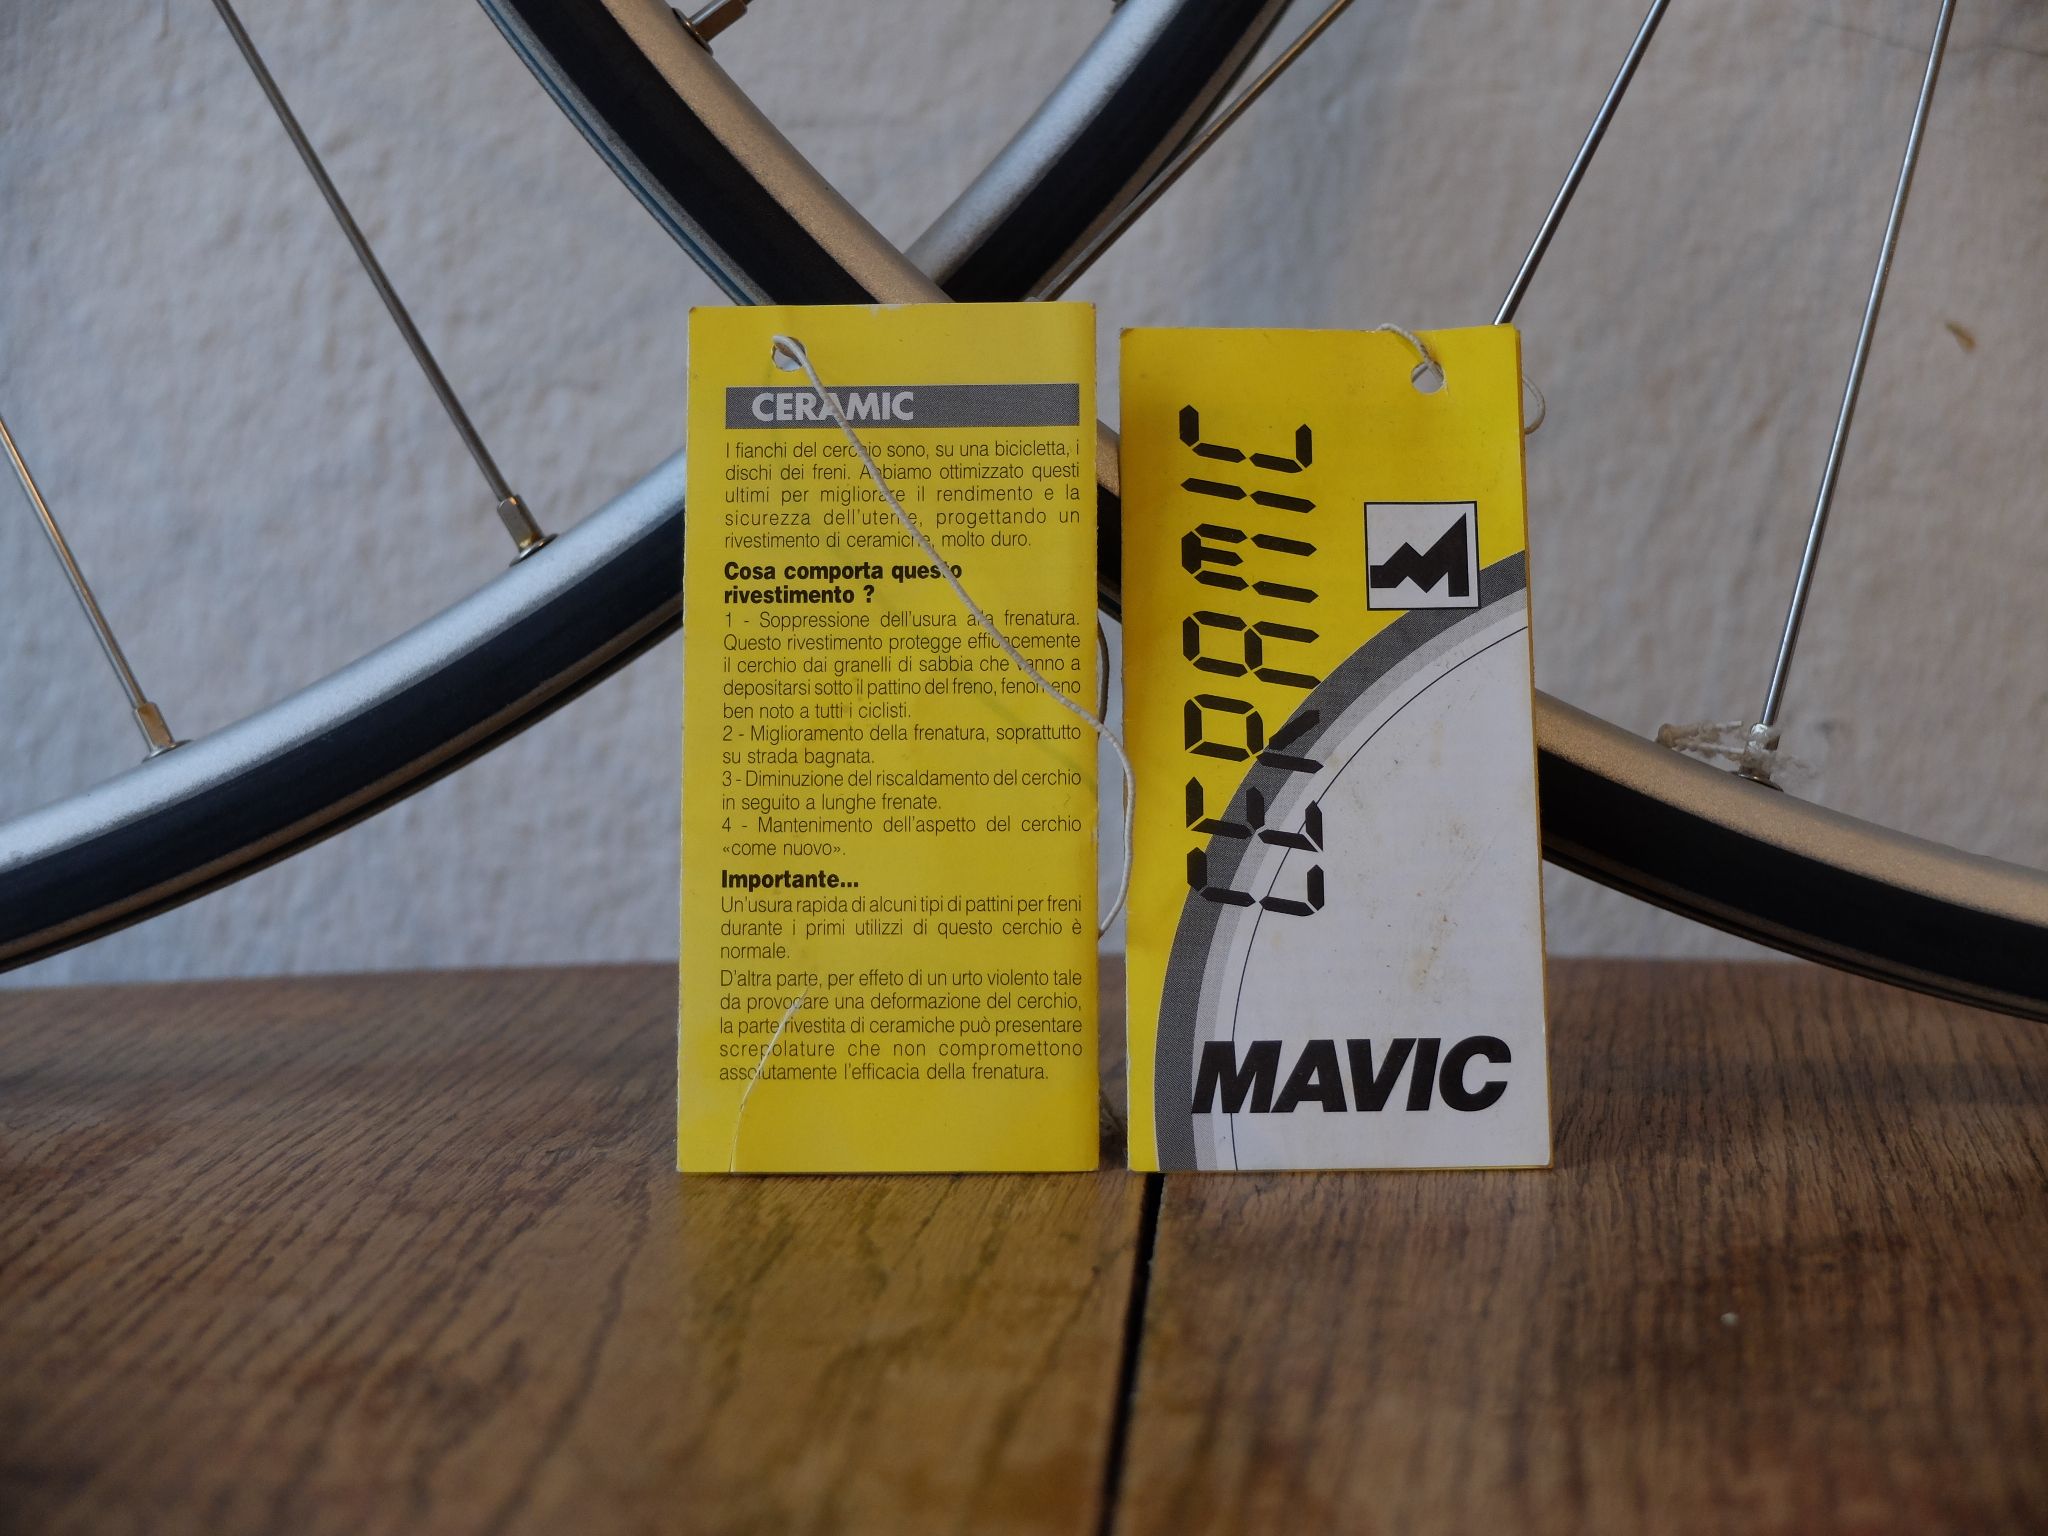 CERAMIC
I fianchi del cerchio sono, su una bicicletta, i
dischi dei freni. Abbiamo ottimizzato questi
ultimi per migliorare il rendimento e la
sicurezza dell'utente, progettando un
rivestimento di ceramiche, molto duro.
Cosa comporta questo
rivestimento ?
1 - Soppressione dell'usura alla frenatura.
Questo rivestimento protegge efficacemente
il cerchio dai granelli di sabbia che vanno a
depositarsi sotto il pattino del freno, fenomeno
ben noto a tutti i ciclisti.
2 - Miglioramento della frenatura, soprattutto
su strada bagnata.
3 - Diminuzione del riscaldamento del cerchio
in seguito a lunghe frenate.
4 - Mantenimento dell'aspetto del cerchio
«come nuovo».
Importante...
Un'usura rapida di alcuni tipi di pattini per freni
durante i primi utilizzi di questo cerchio è
normale.
D'altra parte, per effeto di un urto violento tale
da provocare una deformazione del cerchio,
la parte rivestita di ceramiche può presentare
screpolature che non compromettono
assolutamente l'efficacia della frenatura.
CERAMIC
M
MAVIC